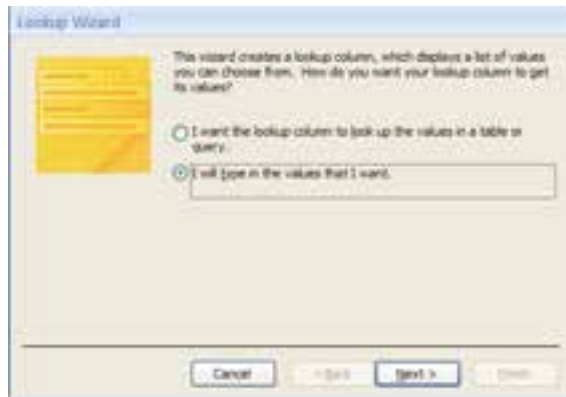 Lookup Wizard
This wizard creates a lookup column, which displays a list of values
you can choose from. How do you want your lookup column to get
its values?
I want the lookup column to look up the values in a table or
query.
I will type in the values that I want.
Cancel
< Back
Next >
Finish